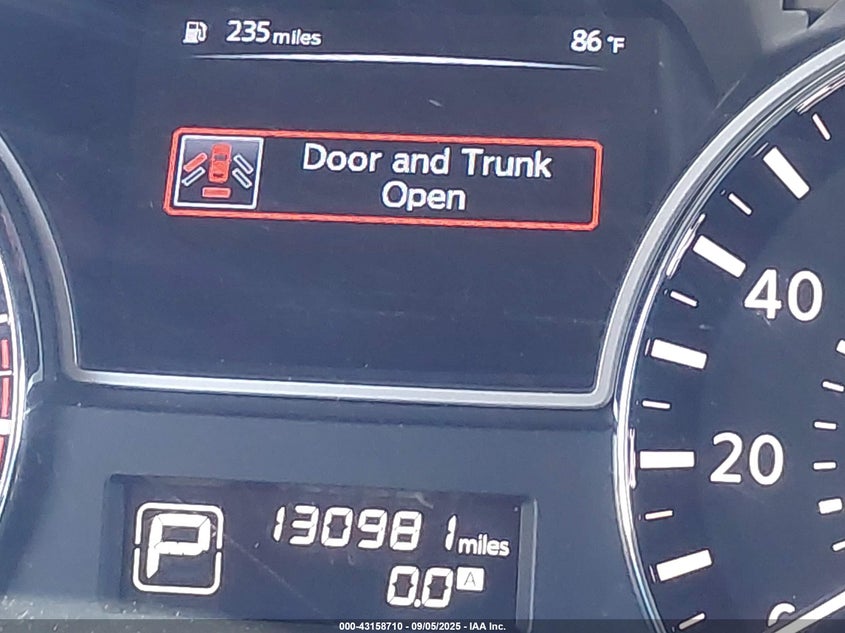 235 miles
86 °F
Door and Trunk
Open
40
20
P
130981 miles
0.0 A
000-43158710 - 09/05/2025 - IAA Inc.